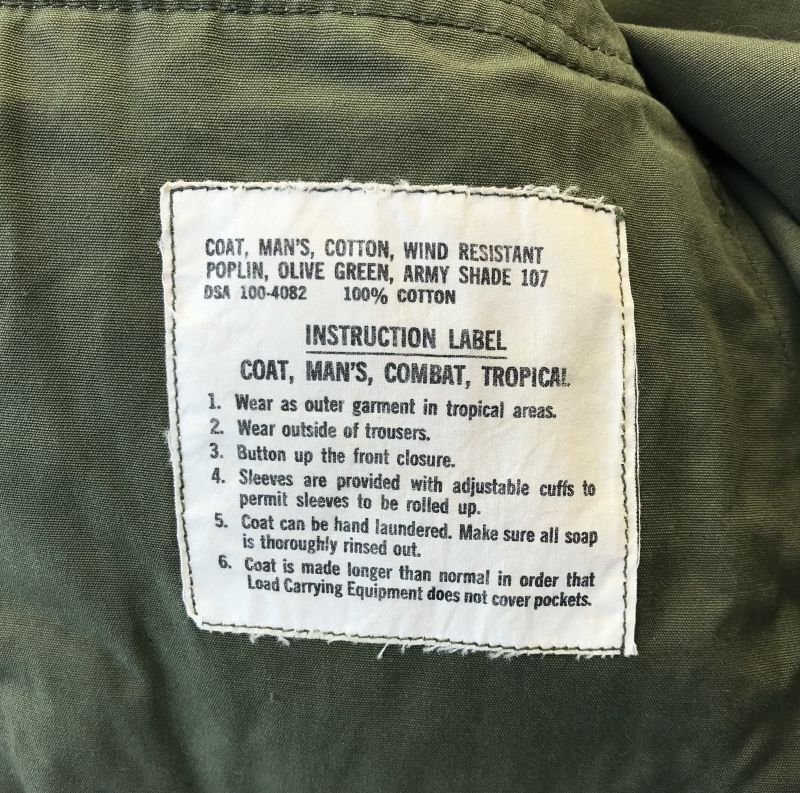 COAT, MAN'S, COTTON, WIND RESISTANT
POPLIN, OLIVE GREEN, ARMY SHADE 107
DSA 100-4082 100% COTTON
INSTRUCTION LABEL
COAT, MAN'S, COMBAT, TROPICAL
1. Wear as outer garment in tropical areas.
2. Wear outside of trousers.
3. Button up the front closure.
4. Sleeves are provided with adjustable cuffs to
permit sleeves to be rolled up.
5. Coat can be hand laundered. Make sure all soap
is thoroughly rinsed out.
6. Coat is made longer than normal in order that
Load Carrying Equipment does not cover pockets.